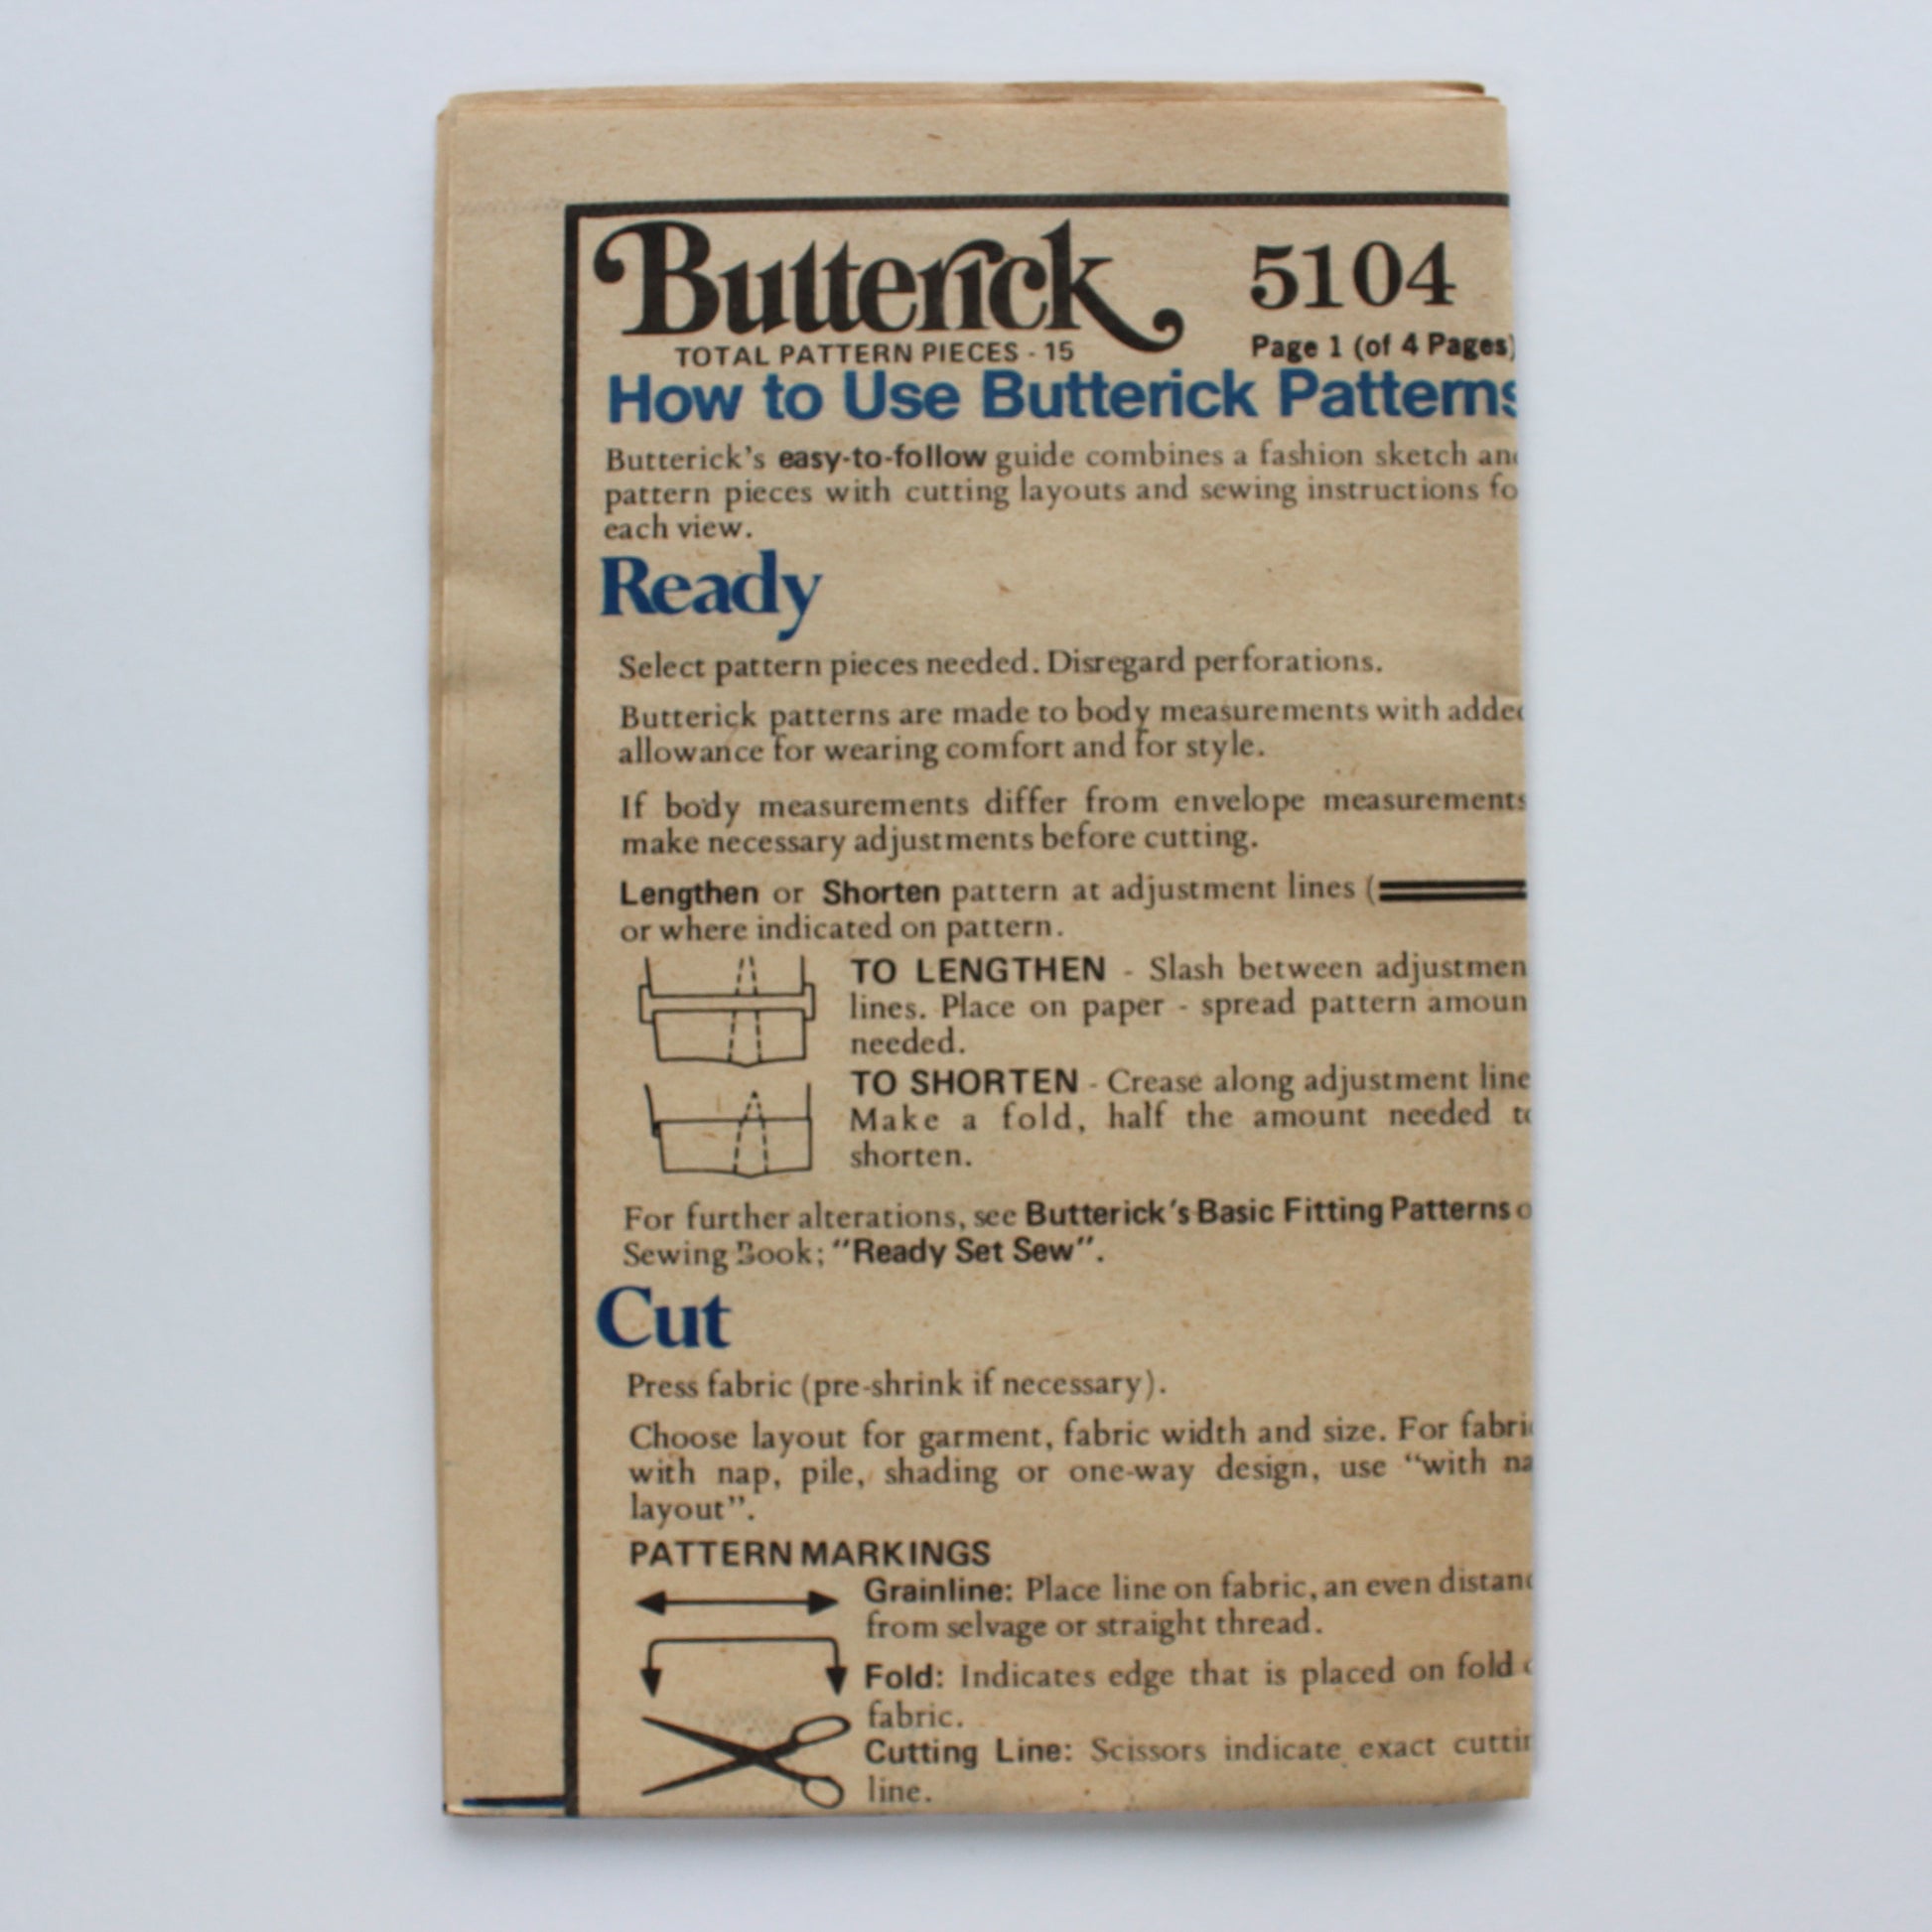 Butterick 5104
TOTAL PATTERN PIECES - 15 Page 1 (of 4 Pages)
How to Use Butterick Patterns
Butterick's easy-to-follow guide combines a fashion sketch an
pattern pieces with cutting layouts and sewing instructions fo
each view.
Ready
Select pattern pieces needed. Disregard perforations.
Butterick patterns are made to body measurements with adde
allowance for wearing comfort and for style.
If body measurements differ from envelope measurements
make necessary adjustments before cutting.
Lengthen or Shorten pattern at adjustment lines (
or where indicated on pattern.
TO LENGTHEN - Slash between adjustmen
lines. Place on paper - spread pattern amoun
needed.
TO SHORTEN - Crease along adjustment line
Make a fold, half the amount needed t
shorten.
For further alterations, see Butterick's Basic Fitting Patterns o
Sewing Book; "Ready Set Sew".
Cut
Press fabric (pre-shrink if necessary).
Choose layout for garment, fabric width and size. For fabri
with nap, pile, shading or one-way design, use “with na
layout”.
PATTERN MARKINGS
Grainline: Place line on fabric, an even distan
from selvage or straight thread.
Fold: Indicates edge that is placed on fold
fabric.
Cutting Line: Scissors indicate exact cuttin
line.